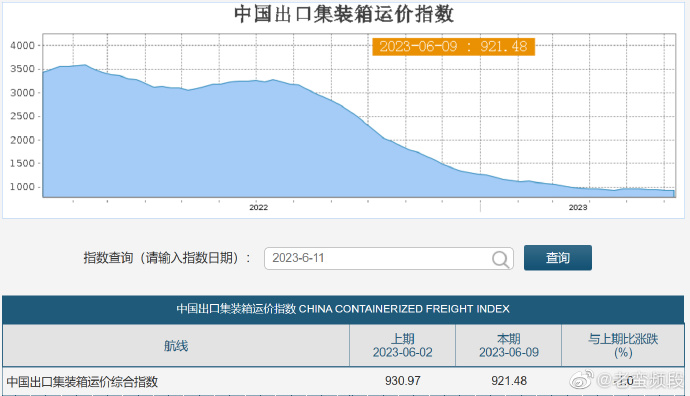 中国出口集装箱运价指数
2023-06-09 : 921.48
4000
3500
3000
2500
2000
1500
1000
2022
2023
指数查询（请输入指数日期）：
2023-6-11
查询
中国出口集装箱运价指数 CHINA CONTAINERIZED FREIGHT INDEX
航线
上期
2023-06-02
本期
2023-06-09
与上期比涨跌
(%)
中国出口集装箱运价综合指数
930.97
921.48
@老蛮频段